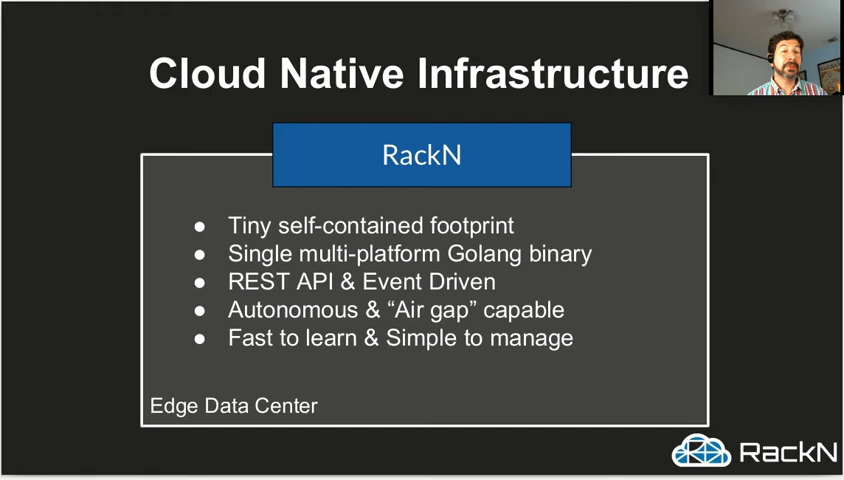 Cloud Native Infrastructure
RackN
● Tiny self-contained footprint
● Single multi-platform Golang binary
● REST API & Event Driven
● Autonomous & “Air gap” capable
● Fast to learn & Simple to manage
Edge Data Center
RackN